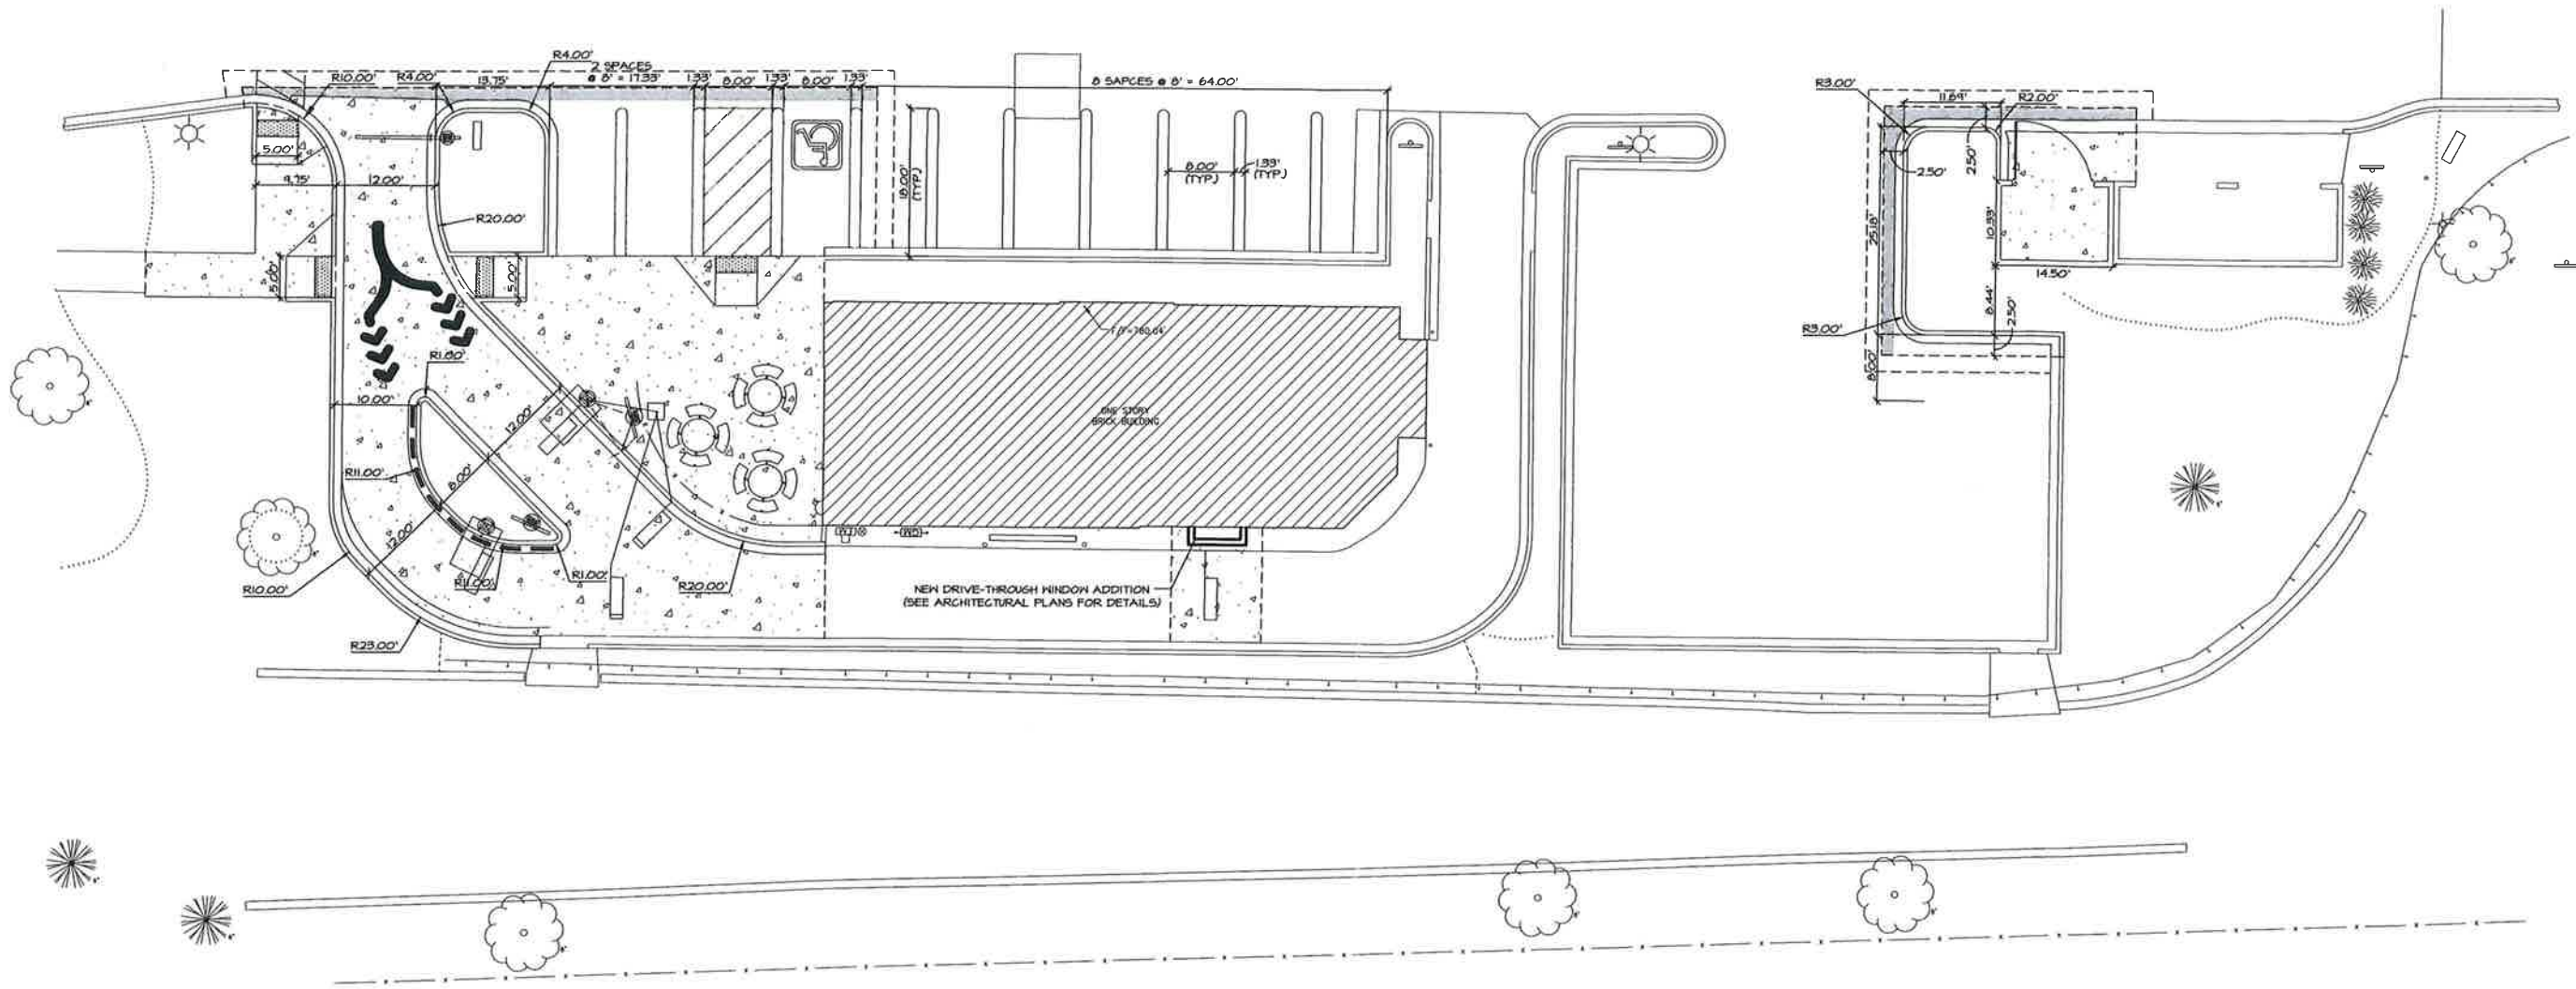 R4.00'
2 SPACES
R10.00'
R4.00'
13.75'
@ 8' = 17.33'
1.33'
8.00'
1.33'
8.00'
1.33'
8 SAPCES @ 8' = 64.00'
R3.00'
11.69'
R2.00'
5.00'
9.75'
12.00'
18.00'
(TYP.)
8.00'
(TYP.)
1.33'
(TYP.)
2.50'
2.50'
R20.00'
25.18'
10.33'
5.00'
5.00'
14.50'
8.44'
2.50'
F/F=780.04'
R3.00'
8.00'
R1.00'
10.00'
12.00'
ONE STORY
BRICK BUILDING
R11.00'
8.00'
12.00'
GM
R10.00'
R11.00'
R1.00'
R20.00'
NEW DRIVE-THROUGH WINDOW ADDITION
(SEE ARCHITECTURAL PLANS FOR DETAILS)
R23.00'